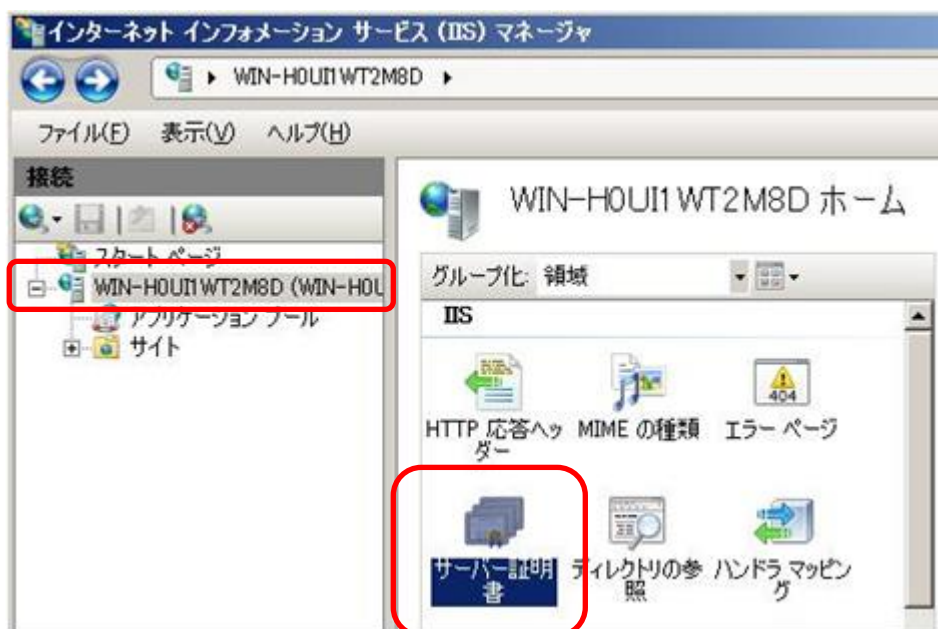 インターネット インフォメーション サービス (IIS) マネージャ
WIN-H0UI1WT2M8D
ファイル(F) 表示(V) ヘルプ(H)
接続
スタート ページ
WIN-H0UI1WT2M8D (WIN-H0U
アプリケーション プール
サイト
WIN-H0UI1WT2M8D ホーム
グループ化: 領域
IIS
HTTP 応答ヘッ
ダー
MIME の種類
404
エラー ページ
サーバー証明
書
ディレクトリの参
照
ハンドラ マッピン
グ